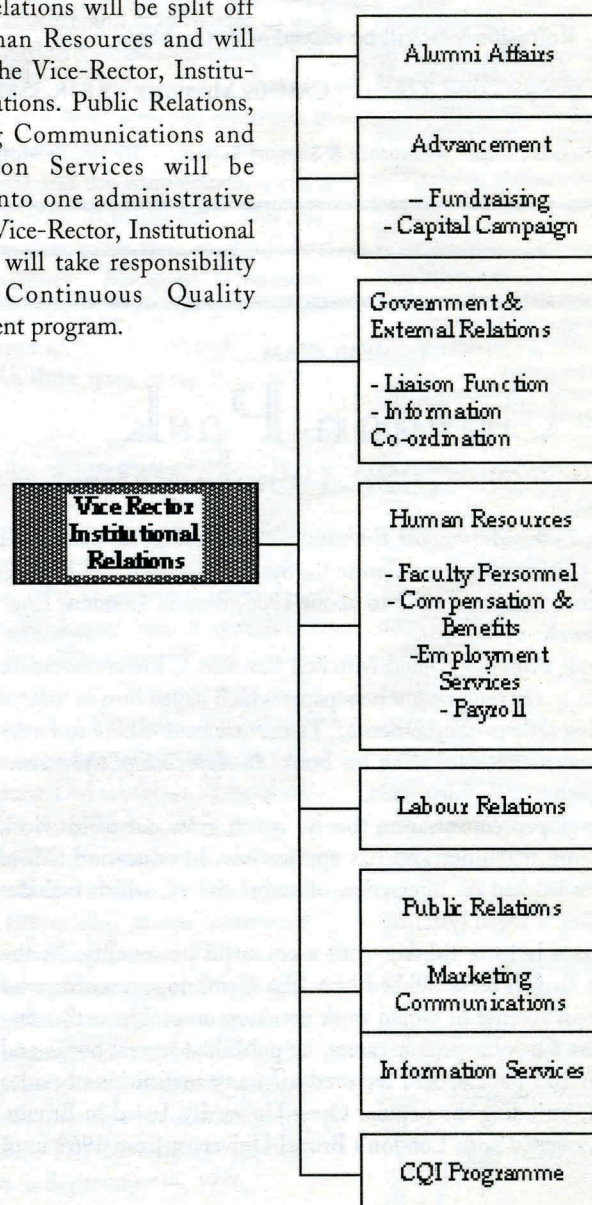 elations will be split off
man Resources and will
he Vice-Rector, Institu-
ations. Public Relations,
g Communications and
on Services will be
nto one administrative
Vice-Rector, Institutional
will take responsibility
Continuous Quality
ent program.
Vice Rector
Institutional
Relations
Alumni Affairs
Advancement
- Fundraising
- Capital Campaign
Government &
External Relations
- Liaison Function
- Information
Co-ordination
Human Resources
- Faculty Personnel
- Compensation &
Benefits
- Employment
Services
- Payroll
Labour Relations
Public Relations
Marketing
Communications
Information Services
CQI Programme